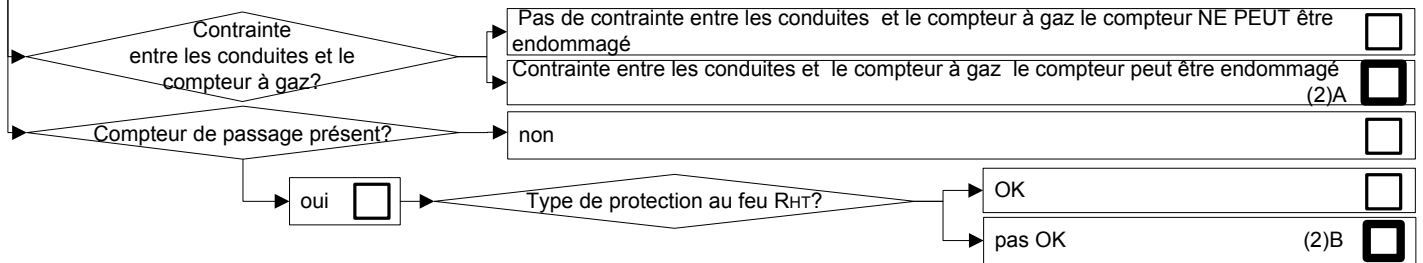 Contrainte
entre les conduites et le
compteur à gaz?
Pas de contrainte entre les conduites et le compteur à gaz le compteur NE PEUT être
endommagé
Contrainte entre les conduites et le compteur à gaz le compteur peut être endommagé
(2)A
Compteur de passage présent?
non
oui
Type de protection au feu RHT?
OK
pas OK (2)B